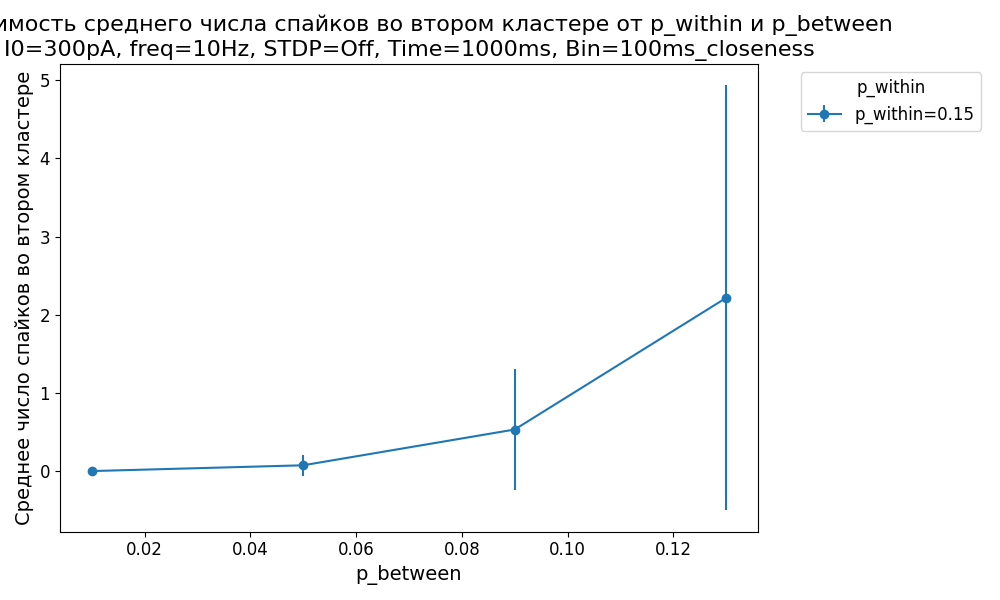 имость среднего числа спайков во втором кластере от p_within и p_between
I0=300pA, freq=10Hz, STDP=Off, Time=1000ms, Bin=100ms_closeness
Среднее число спайков во втором кластере
5
4
3
2
1
0
0.02
0.04
0.06
0.08
0.10
0.12
p_between
p_within
p_within=0.15